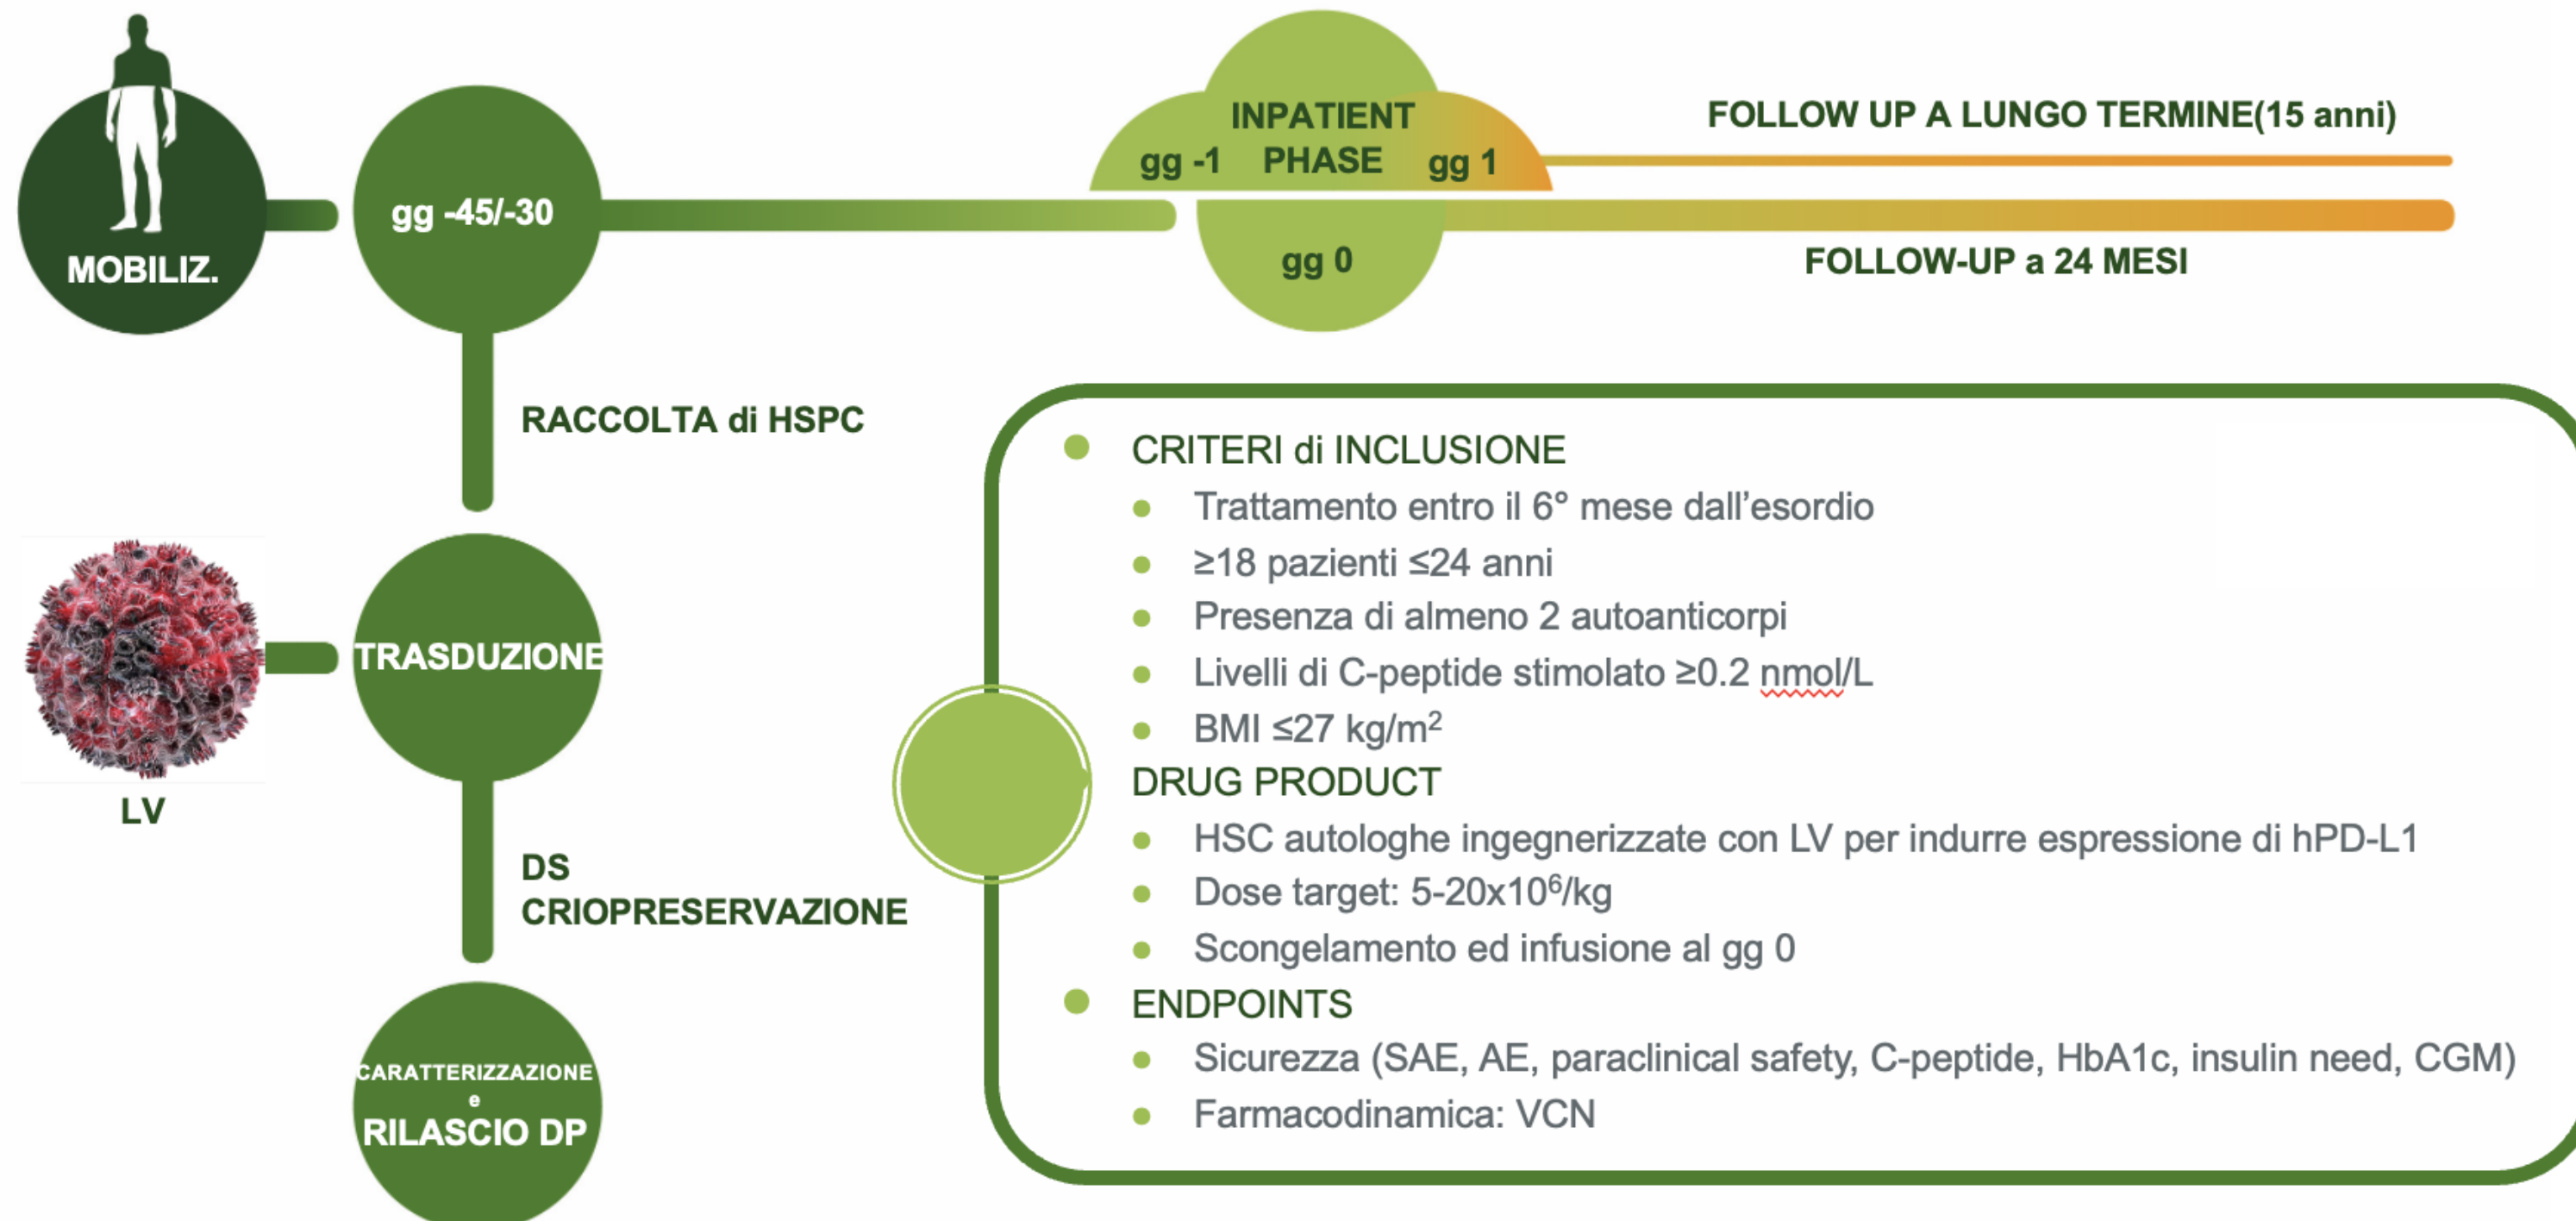 MOBILIZ.
gg -45/-30
INPATIENT
gg -1 PHASE gg 1
gg 0
FOLLOW UP A LUNGO TERMINE(15 anni)
FOLLOW-UP a 24 MESI
RACCOLTA di HSPC
LV
TRASDUZIONE
DS
CRIOPRESERVAZIONE
CARATTERIZZAZIONE
e
RILASCIO DP
CRITERI di INCLUSIONE
Trattamento entro il 6° mese dall’esordio
≥18 pazienti ≤24 anni
Presenza di almeno 2 autoanticorpi
Livelli di C-peptide stimolato ≥0.2 nmol/L
BMI ≤27 kg/m²
DRUG PRODUCT
HSC autologhe ingegnerizzate con LV per indurre espressione di hPD-L1
Dose target: 5-20x10⁶/kg
Scongelamento ed infusione al gg 0
ENDPOINTS
Sicurezza (SAE, AE, paraclinical safety, C-peptide, HbA1c, insulin need, CGM)
Farmacodinamica: VCN